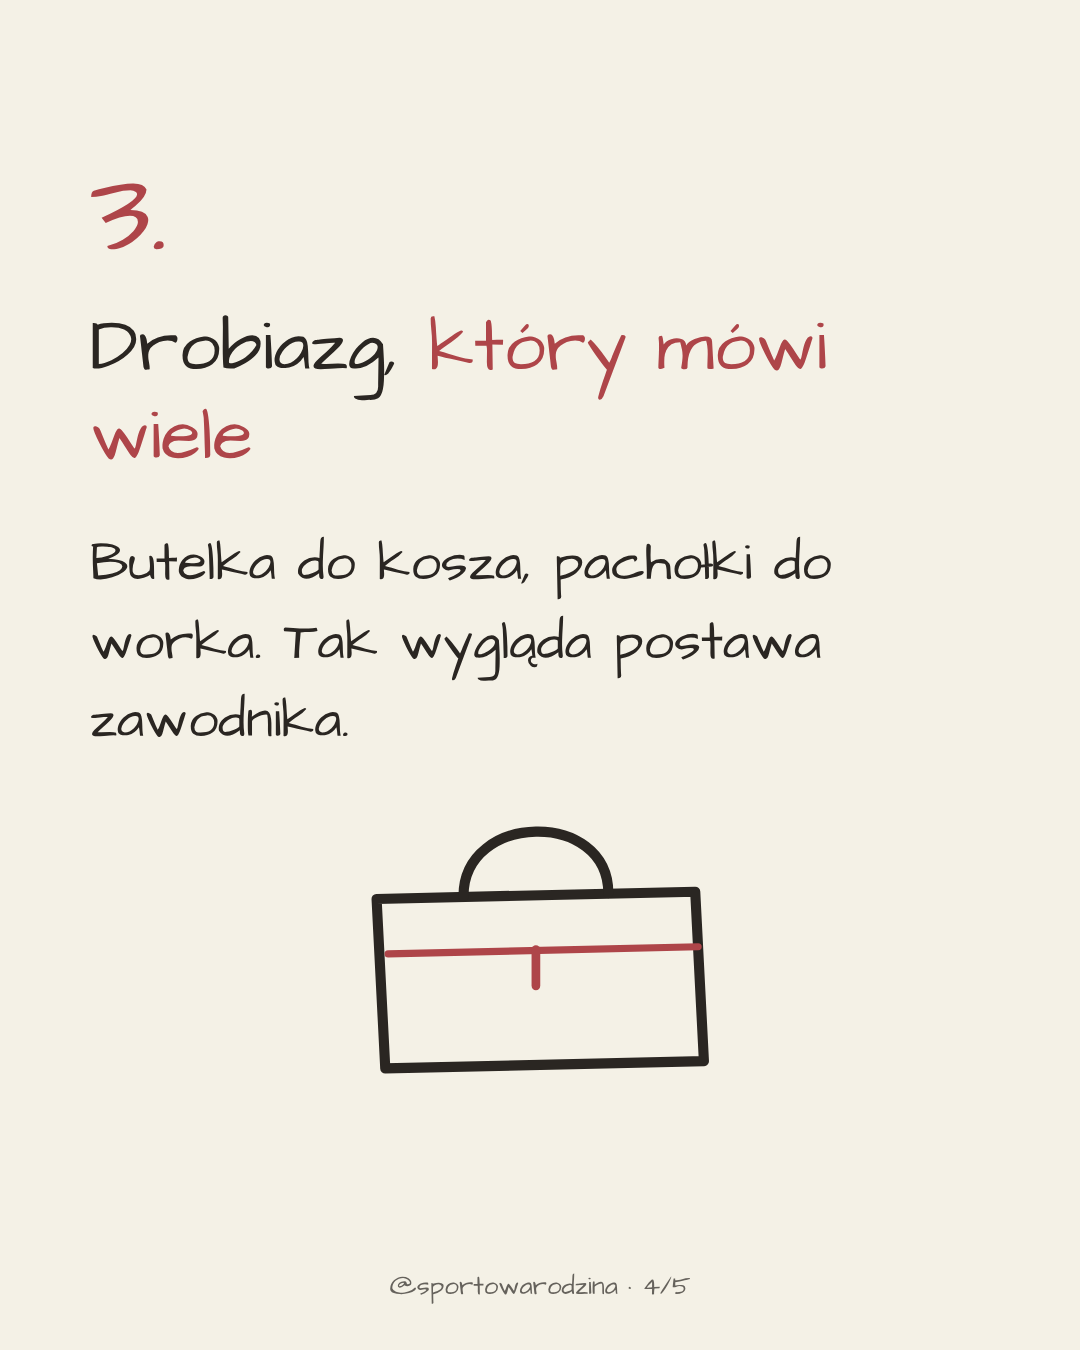 3.
Drobiazg, który mówi
wiele
Butelka do kosza, pachołki do
worka. Tak wygląda postawa
zawodnika.
@sportowarodzina · 4/5